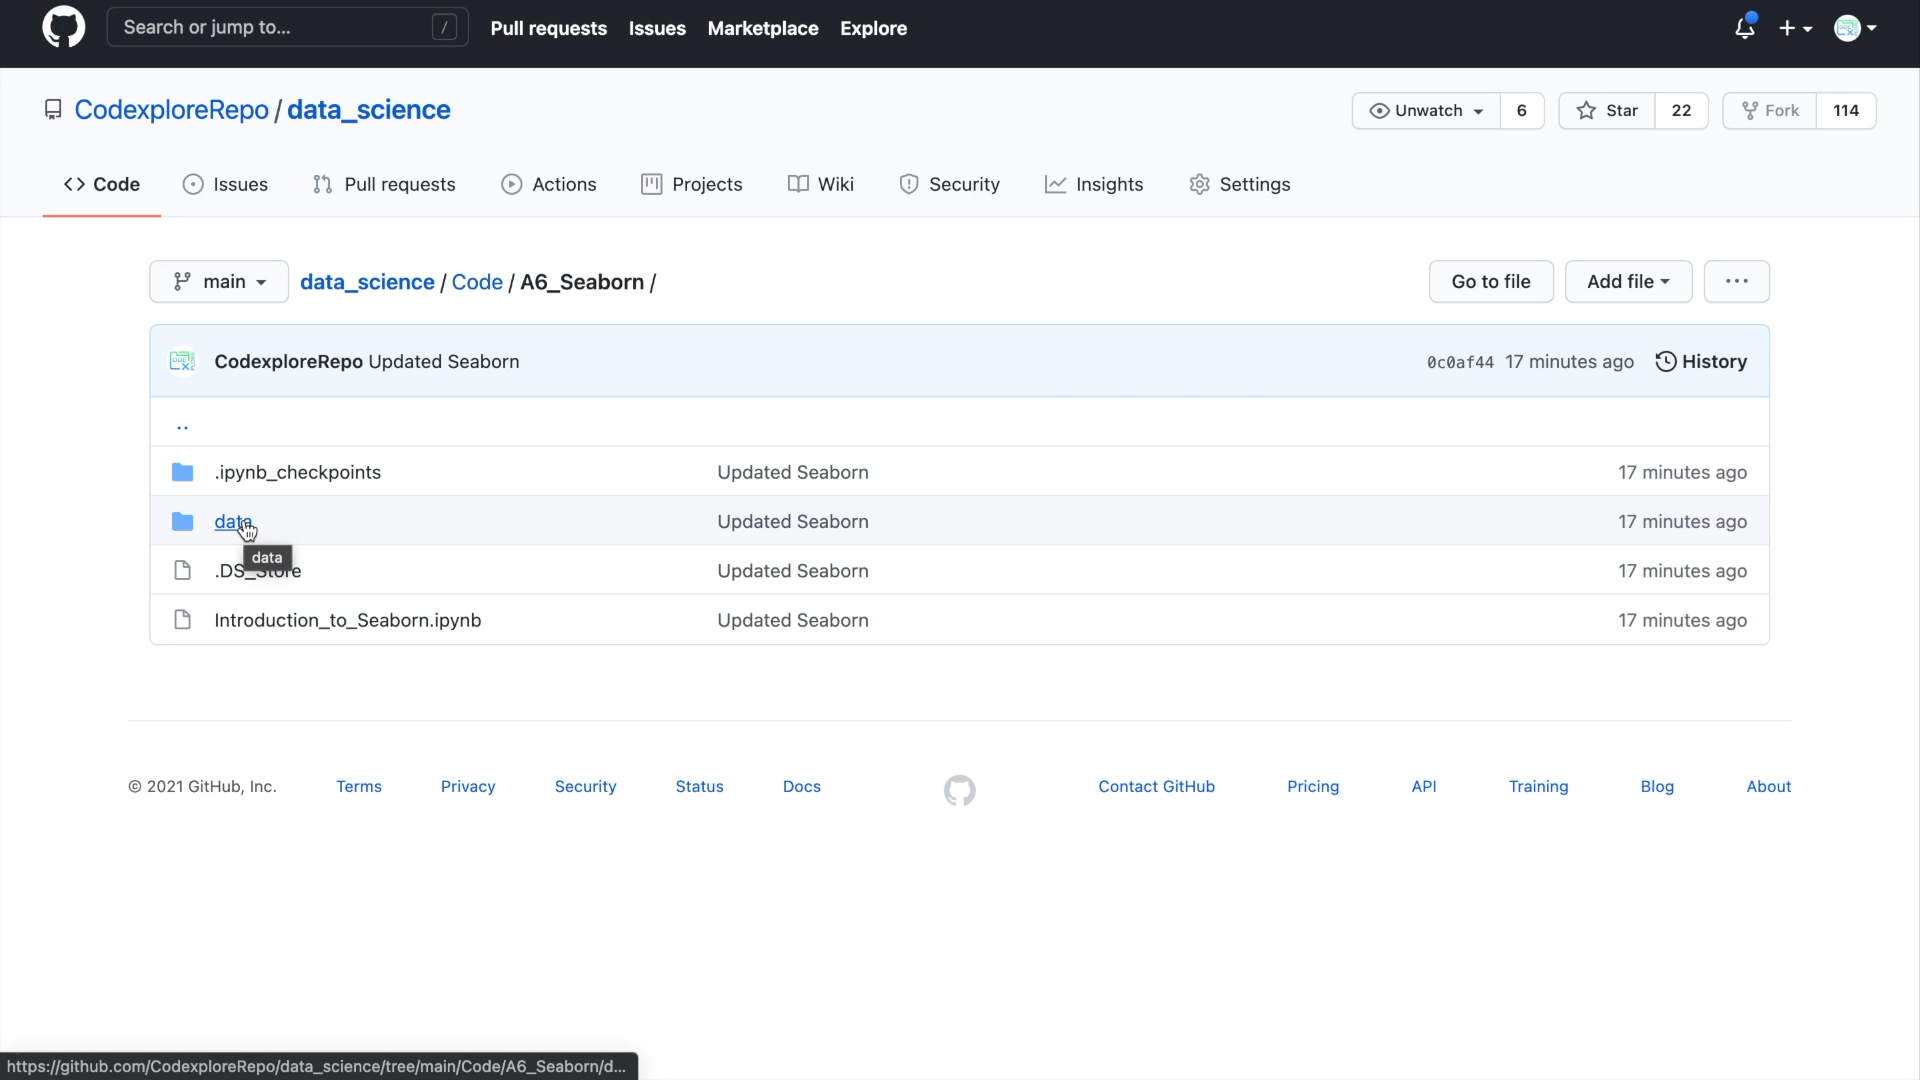 Search or jump to... /
Pull requests Issues Marketplace Explore
CodexploreRepo / data_science
Unwatch 6 Star 22 Fork 114
Code Issues Pull requests Actions Projects Wiki Security Insights Settings
main data_science / Code / A6_Seaborn /
Go to file Add file ···
CodexploreRepo Updated Seaborn 0c0af44 17 minutes ago History
..
.ipynb_checkpoints Updated Seaborn 17 minutes ago
data Updated Seaborn 17 minutes ago
data
.DS_Store Updated Seaborn 17 minutes ago
Introduction_to_Seaborn.ipynb Updated Seaborn 17 minutes ago
© 2021 GitHub, Inc. Terms Privacy Security Status Docs Contact GitHub Pricing API Training Blog About
https://github.com/CodexploreRepo/data_science/tree/main/Code/A6_Seaborn/d...